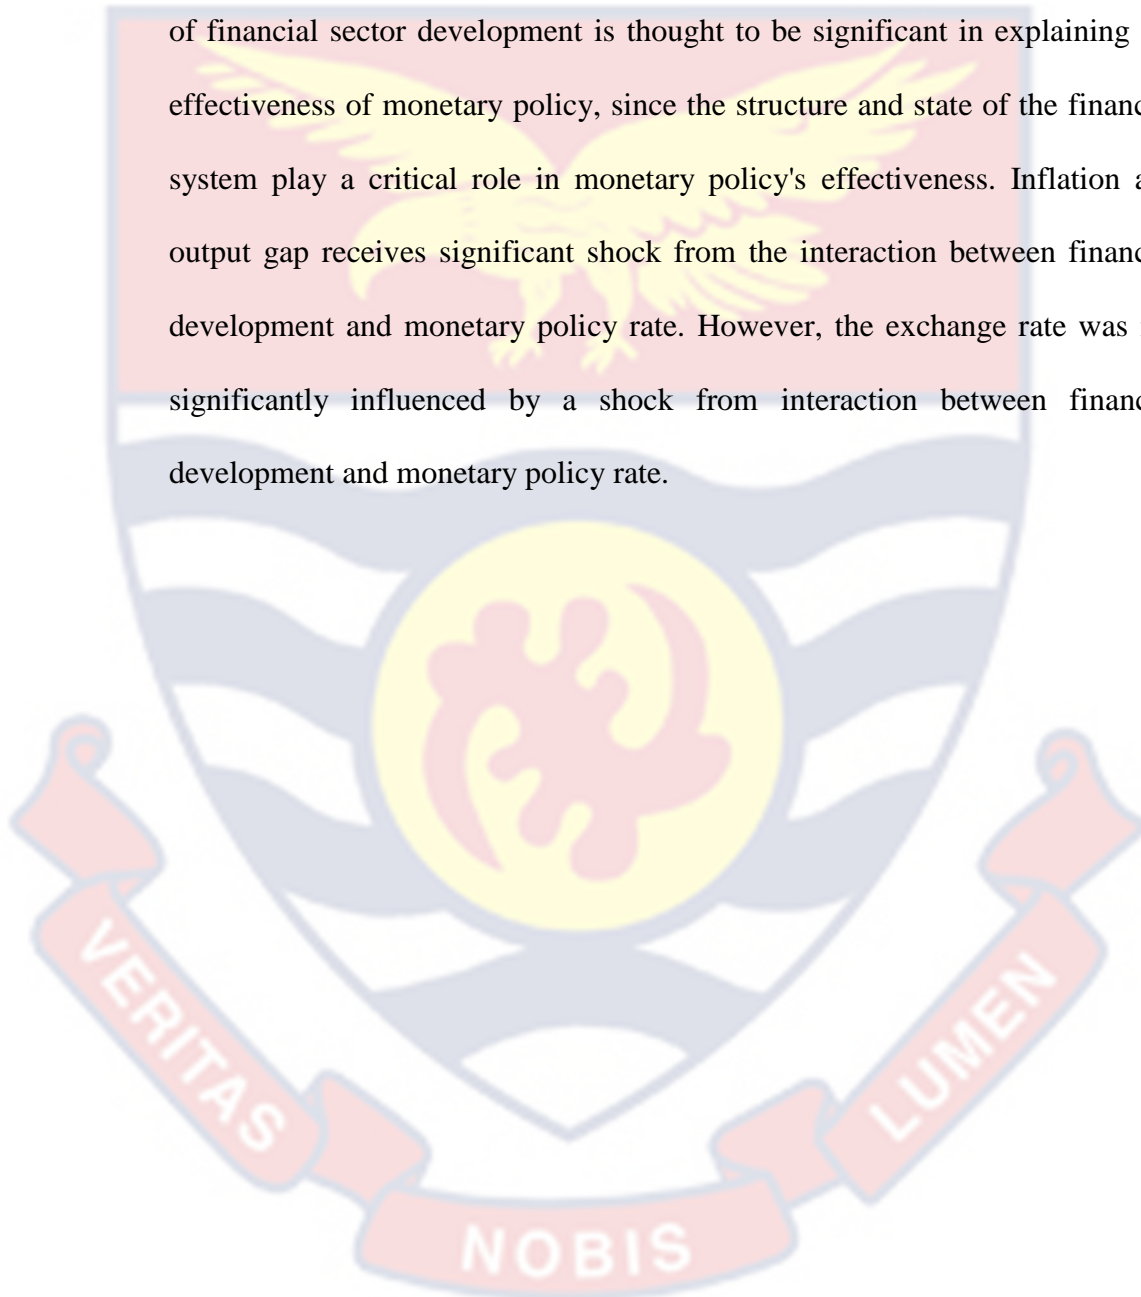 of financial sector development is thought to be significant in explaining
effectiveness of monetary policy, since the structure and state of the financ
system play a critical role in monetary policy's effectiveness. Inflation a
output gap receives significant shock from the interaction between financ
development and monetary policy rate. However, the exchange rate was
significantly influenced by a shock from interaction between financ
development and monetary policy rate.
VERITAS
NOBIS
LUMEN